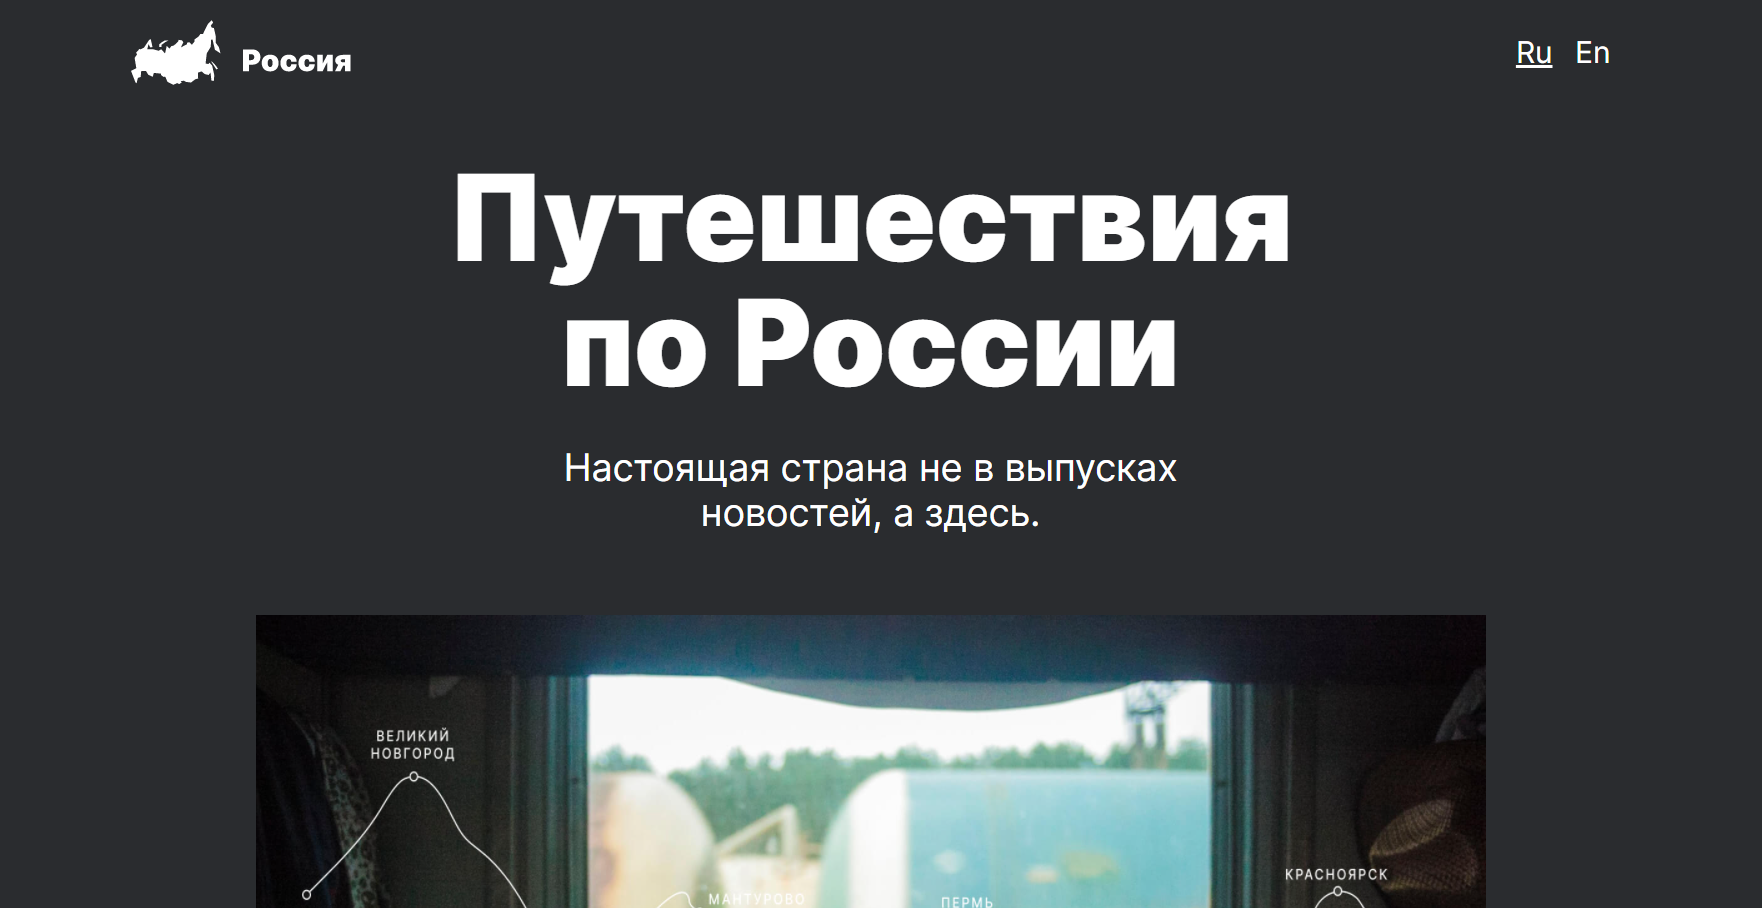 Россия
Ru En
Путешествия
по России
Настоящая страна не в выпусках
новостей, а здесь.
ВЕЛИКИЙ
НОВГОРОД
МАНТУРОВО
ПЕРМЬ
КРАСНОЯРСК